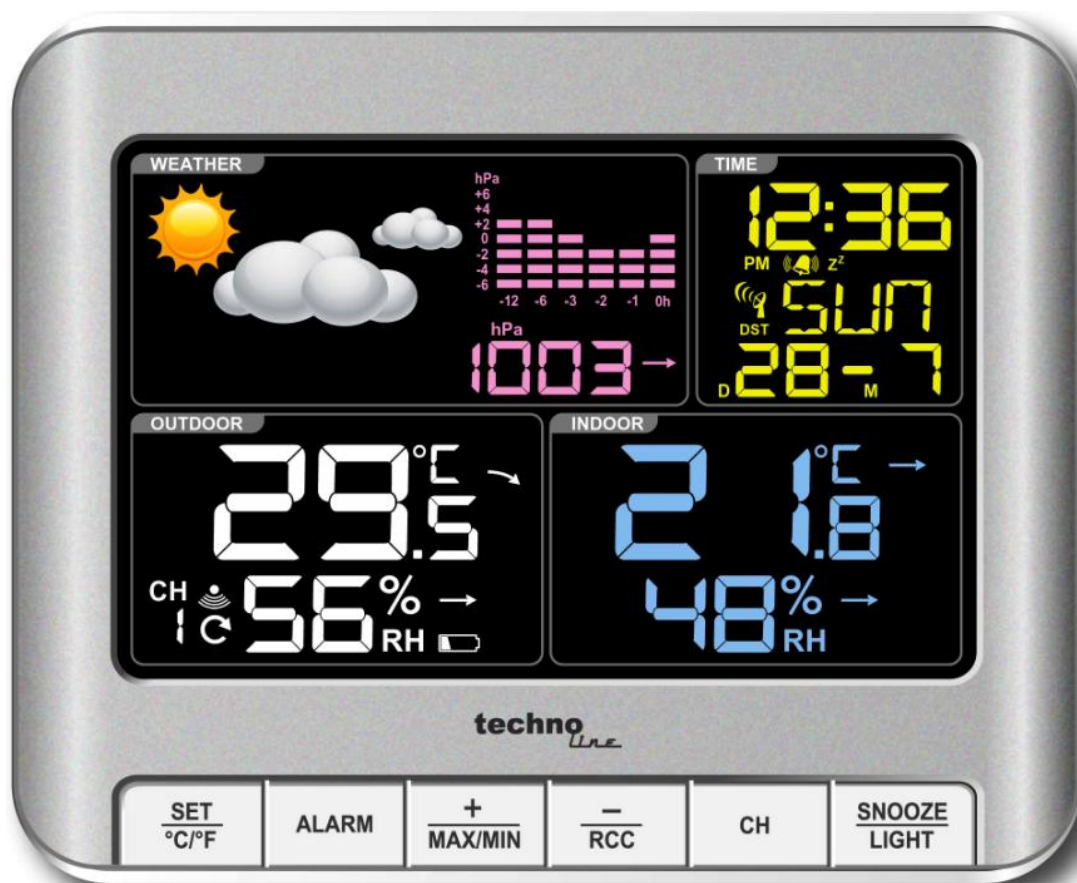 WEATHER
hPa
+6
+4
+2
0
-2
-4
-6
-12 -6 -3 -2 -1 0h
hPa
1003
TIME
12:36
PM Zz
SUN
DST
D 28 - M 7
OUTDOOR
29.5 °C
CH 1
56 % RH
INDOOR
21.8 °C
48 % RH
techno line
SET ALARM + − CH SNOOZE
°C/°F MAX/MIN RCC LIGHT